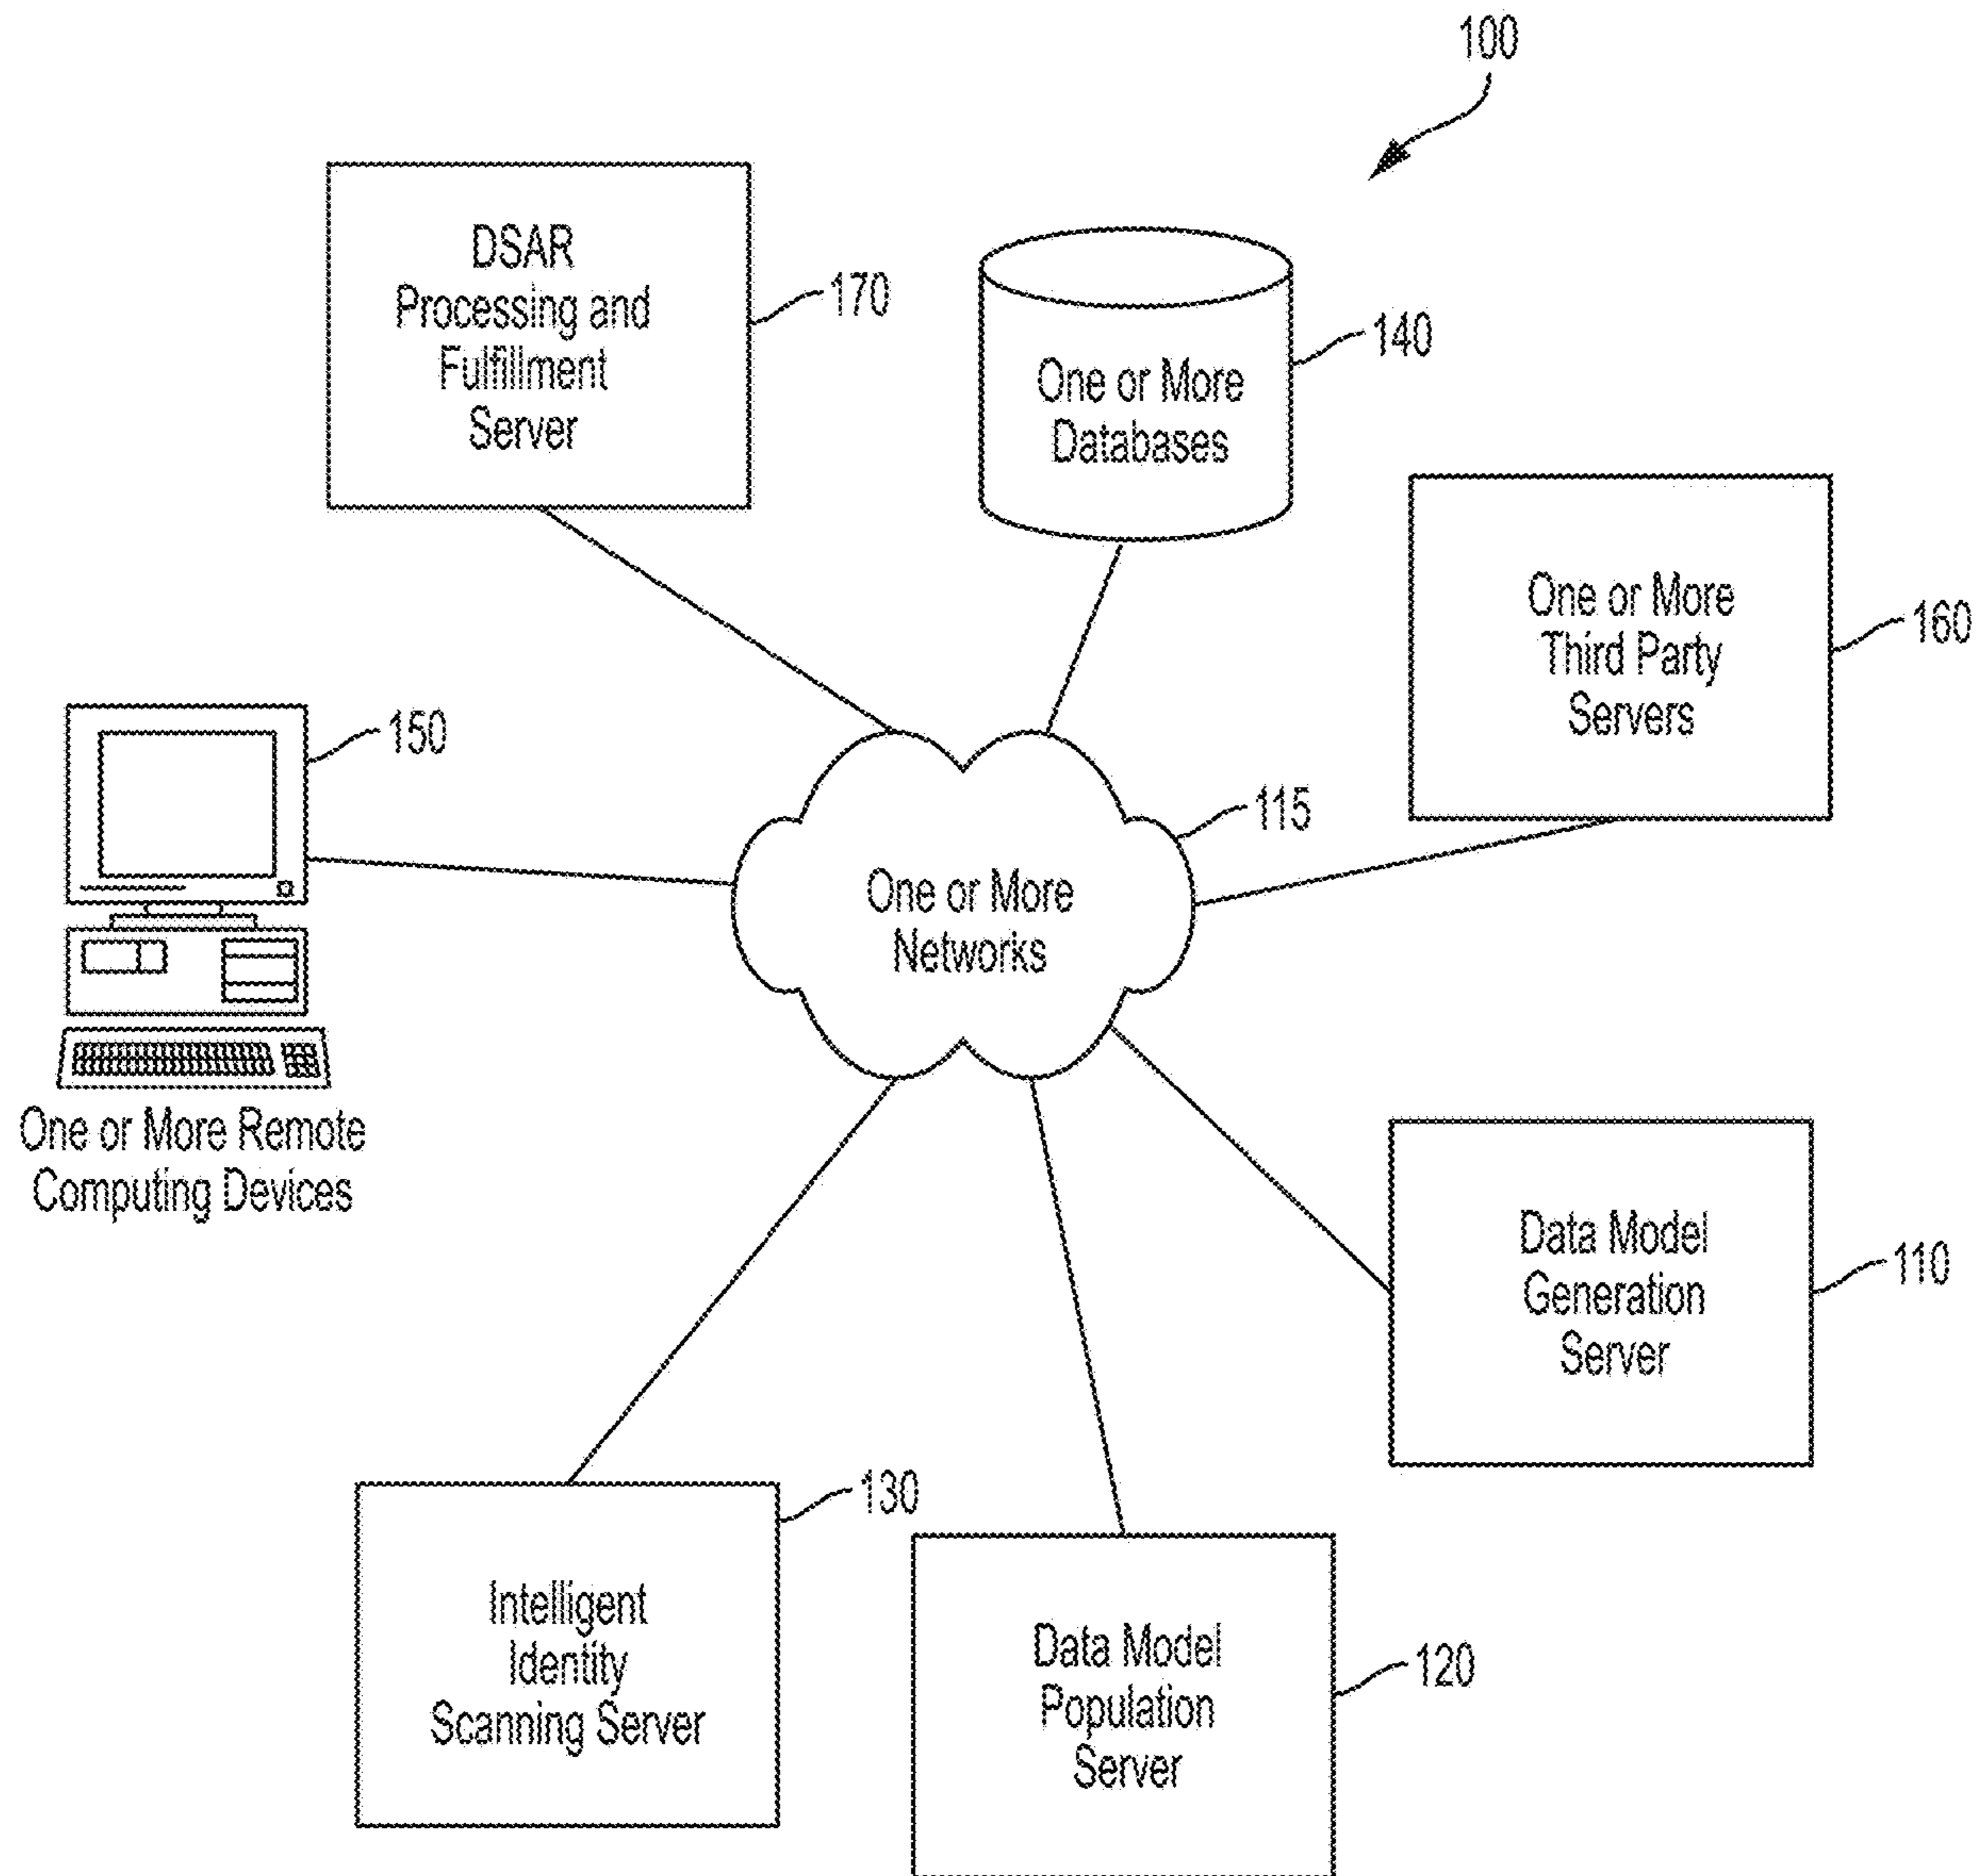 100
DSAR
Processing and
Fulfillment
Server
170
One or More
Databases
140
One or More
Third Party
Servers
160
150
One or More Remote
Computing Devices
115
One or More
Networks
Data Model
Generation
Server
110
Intelligent
Identity
Scanning Server
130
Data Model
Population
Server
120